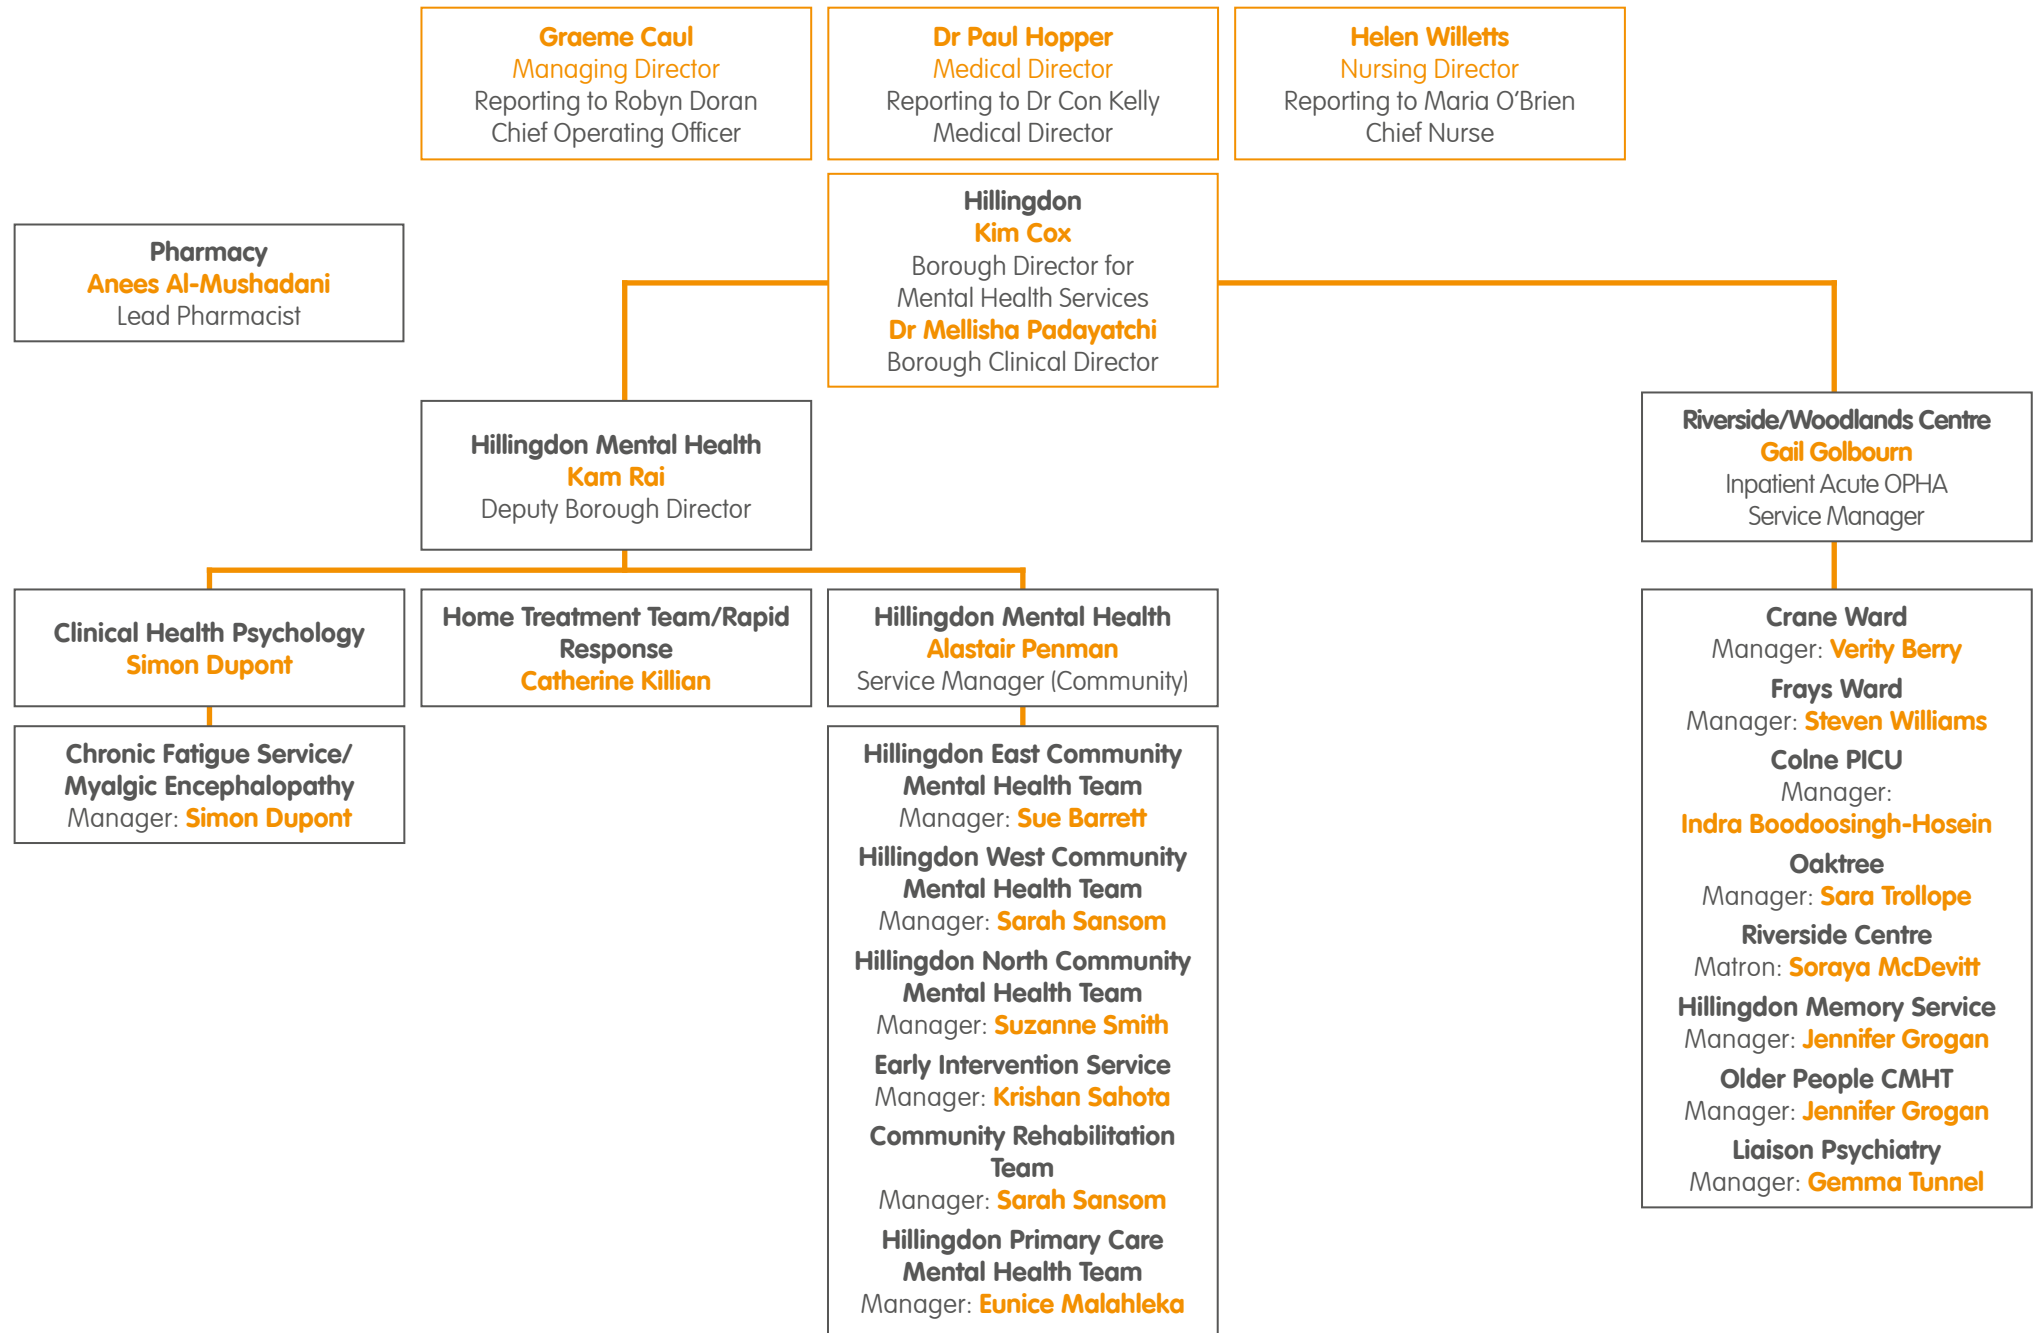 Graeme Caul
Managing Director
Reporting to Robyn Doran
Chief Operating Officer
Dr Paul Hopper
Medical Director
Reporting to Dr Con Kelly
Medical Director
Helen Willetts
Nursing Director
Reporting to Maria O’Brien
Chief Nurse
Hillingdon
Kim Cox
Borough Director for
Mental Health Services
Dr Mellisha Padayatchi
Borough Clinical Director
Pharmacy
Anees Al-Mushadani
Lead Pharmacist
Hillingdon Mental Health
Kam Rai
Deputy Borough Director
Riverside/Woodlands Centre
Gail Golbourn
Inpatient Acute OPHA
Service Manager
Clinical Health Psychology
Simon Dupont
Home Treatment Team/Rapid
Response
Catherine Killian
Hillingdon Mental Health
Alastair Penman
Service Manager (Community)
Chronic Fatigue Service/
Myalgic Encephalopathy
Manager: Simon Dupont
Hillingdon East Community
Mental Health Team
Manager: Sue Barrett
Hillingdon West Community
Mental Health Team
Manager: Sarah Sansom
Hillingdon North Community
Mental Health Team
Manager: Suzanne Smith
Early Intervention Service
Manager: Krishan Sahota
Community Rehabilitation
Team
Manager: Sarah Sansom
Hillingdon Primary Care
Mental Health Team
Manager: Eunice Malahleka
Crane Ward
Manager: Verity Berry
Frays Ward
Manager: Steven Williams
Colne PICU
Manager:
Indra Boodoosingh-Hosein
Oaktree
Manager: Sara Trollope
Riverside Centre
Matron: Soraya McDevitt
Hillingdon Memory Service
Manager: Jennifer Grogan
Older People CMHT
Manager: Jennifer Grogan
Liaison Psychiatry
Manager: Gemma Tunnel